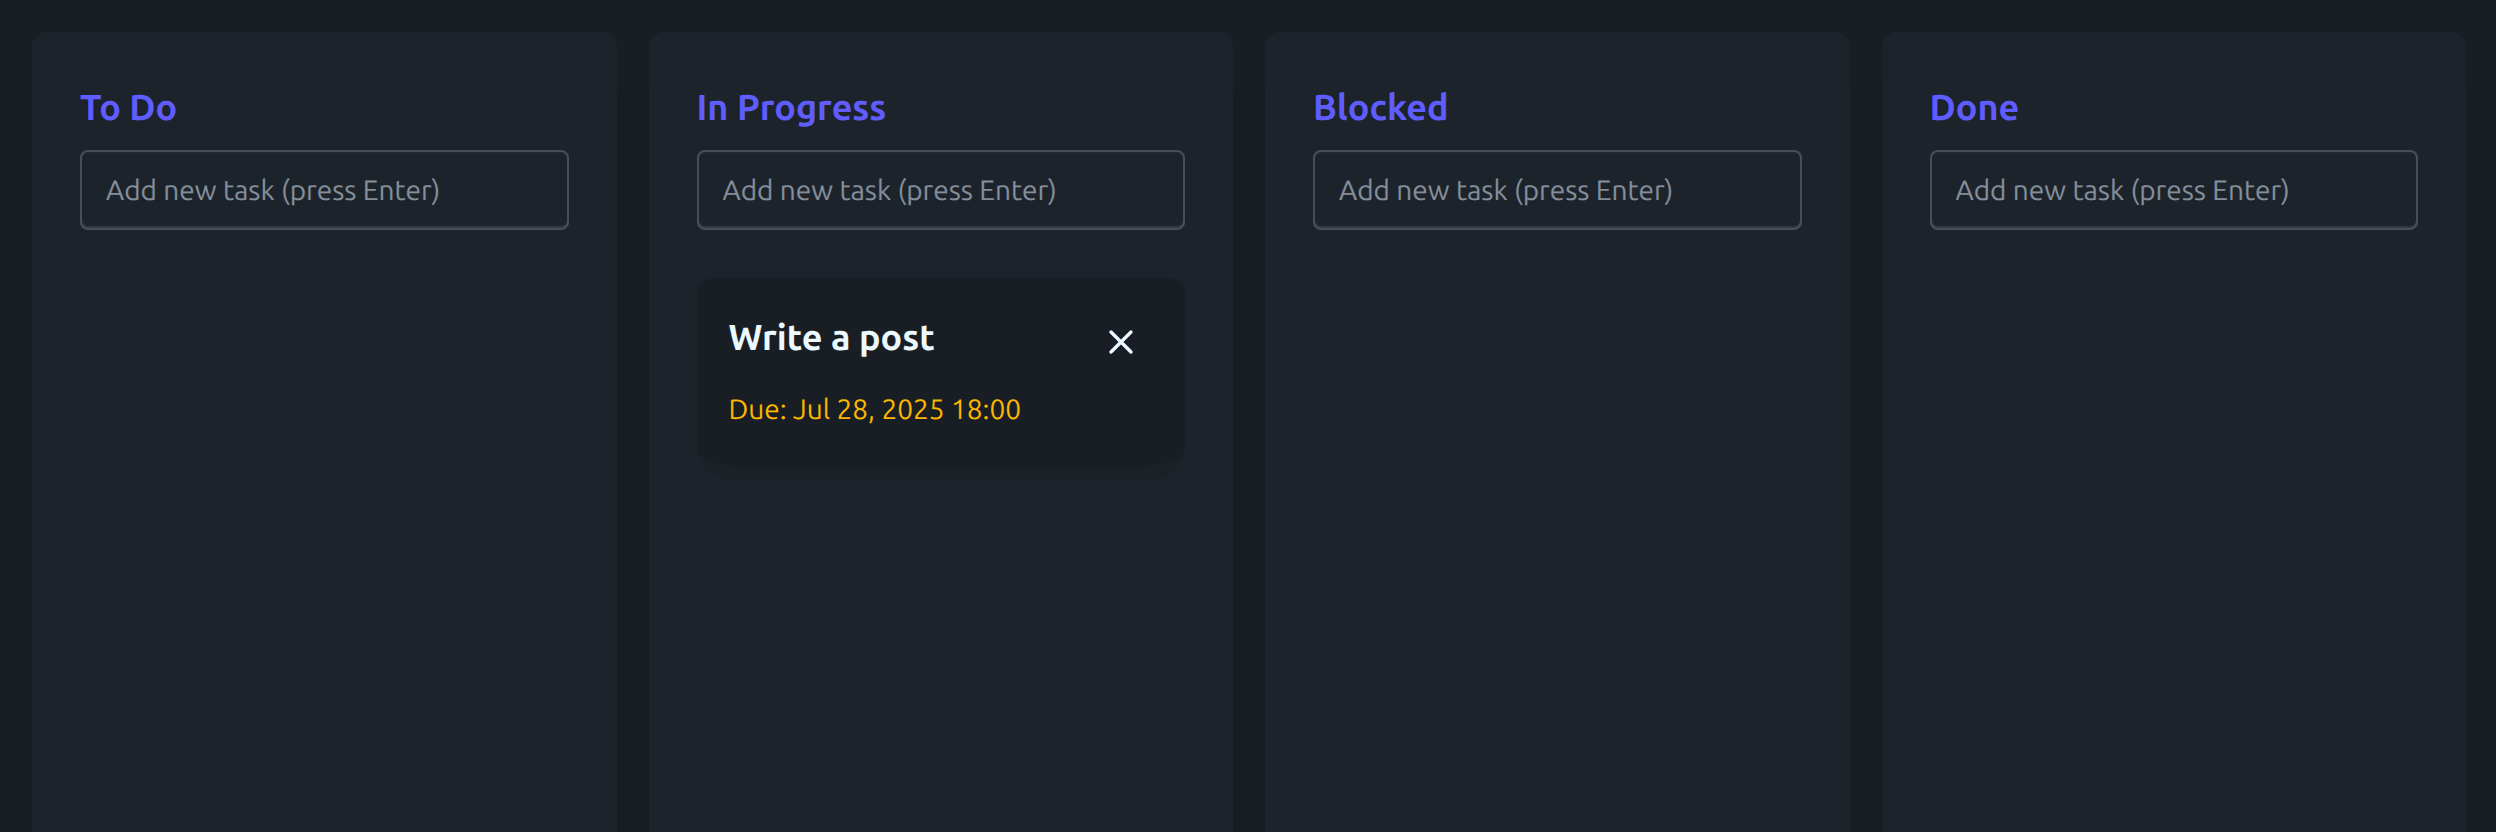 To Do
Add new task (press Enter)
In Progress
Add new task (press Enter)
Write a post
Due: Jul 28, 2025 18:00
Blocked
Add new task (press Enter)
Done
Add new task (press Enter)